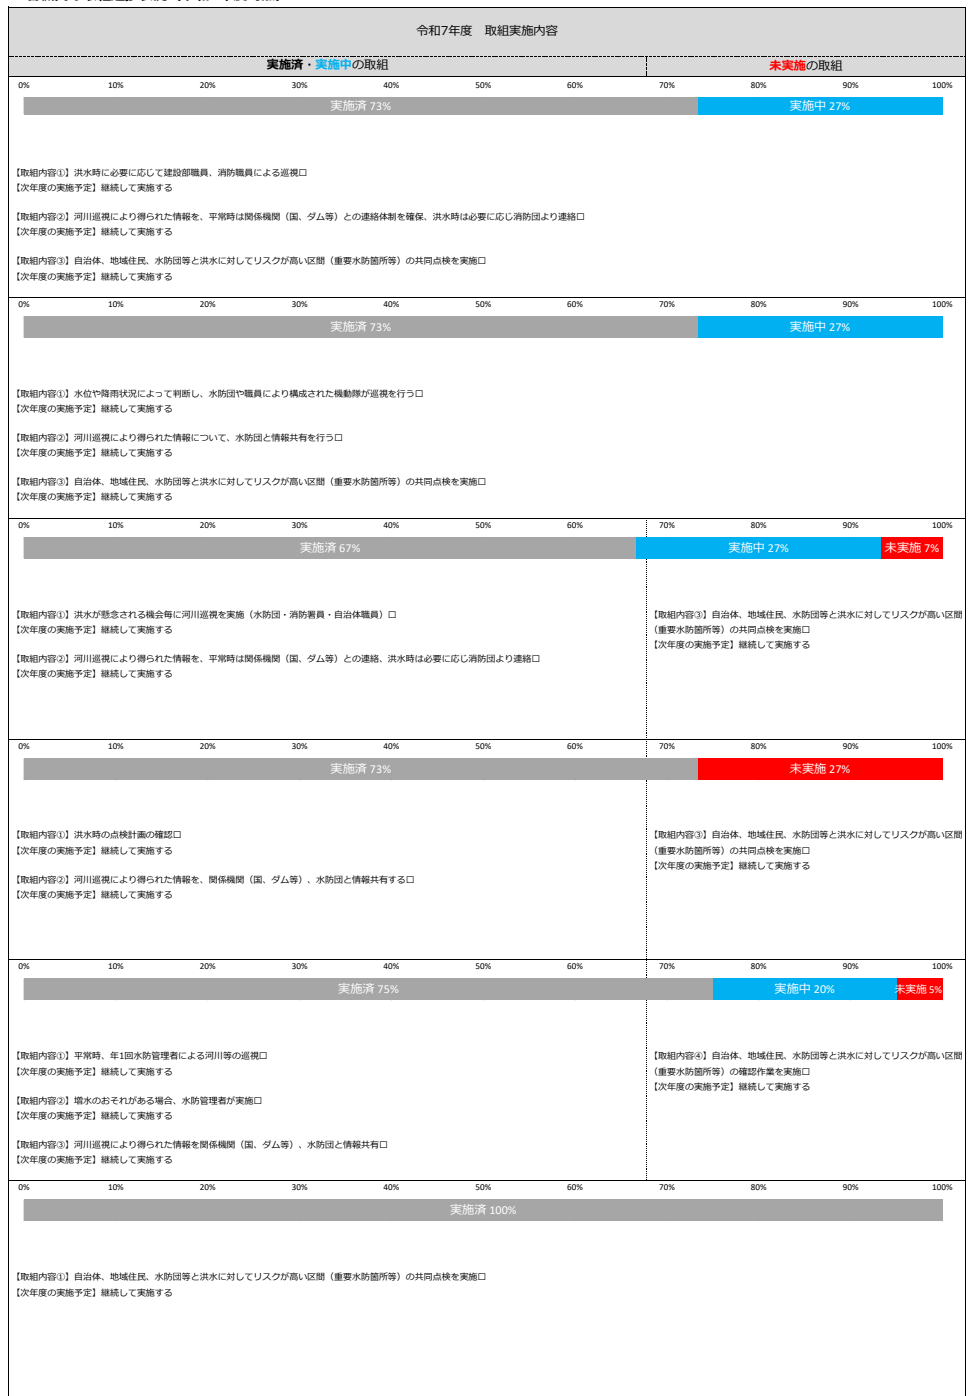 令和7年度　取組実施内容
実施済・実施中の取組
未実施の取組
0% 10% 20% 30% 40% 50% 60% 70% 80% 90% 100%
実施済 73% 実施中 27%
【取組内容①】洪水時に必要に応じて建設部職員、消防職員による巡視□
【次年度の実施予定】継続して実施する
【取組内容②】河川巡視により得られた情報を、平常時は関係機関（国、ダム等）との連絡体制を確保、洪水時は必要に応じ消防団より連絡□
【次年度の実施予定】継続して実施する
【取組内容③】自治体、地域住民、水防団等と洪水に対してリスクが高い区間（重要水防箇所等）の共同点検を実施□
【次年度の実施予定】継続して実施する
0% 10% 20% 30% 40% 50% 60% 70% 80% 90% 100%
実施済 73% 実施中 27%
【取組内容①】水位や降雨状況によって判断し、水防団や職員により構成された機動隊が巡視を行う□
【次年度の実施予定】継続して実施する
【取組内容②】河川巡視により得られた情報について、水防団と情報共有を行う□
【次年度の実施予定】継続して実施する
【取組内容③】自治体、地域住民、水防団等と洪水に対してリスクが高い区間（重要水防箇所等）の共同点検を実施□
【次年度の実施予定】継続して実施する
0% 10% 20% 30% 40% 50% 60% 70% 80% 90% 100%
実施済 67% 実施中 27% 未実施 7%
【取組内容①】洪水が懸念される機会毎に河川巡視を実施（水防団・消防署員・自治体職員）□
【次年度の実施予定】継続して実施する
【取組内容②】河川巡視により得られた情報を、平常時は関係機関（国、ダム等）との連絡、洪水時は必要に応じ消防団より連絡□
【次年度の実施予定】継続して実施する
【取組内容③】自治体、地域住民、水防団等と洪水に対してリスクが高い区間
（重要水防箇所等）の共同点検を実施□
【次年度の実施予定】継続して実施する
0% 10% 20% 30% 40% 50% 60% 70% 80% 90% 100%
実施済 73% 未実施 27%
【取組内容①】洪水時の点検計画の確認□
【次年度の実施予定】継続して実施する
【取組内容②】河川巡視により得られた情報を、関係機関（国、ダム等）、水防団と情報共有する□
【次年度の実施予定】継続して実施する
【取組内容③】自治体、地域住民、水防団等と洪水に対してリスクが高い区間
（重要水防箇所等）の共同点検を実施□
【次年度の実施予定】継続して実施する
0% 10% 20% 30% 40% 50% 60% 70% 80% 90% 100%
実施済 75% 実施中 20% 未実施 5%
【取組内容①】平常時、年1回水防管理者による河川等の巡視□
【次年度の実施予定】継続して実施する
【取組内容②】増水のおそれがある場合、水防管理者が実施□
【次年度の実施予定】継続して実施する
【取組内容③】河川巡視により得られた情報を関係機関（国、ダム等）、水防団と情報共有□
【次年度の実施予定】継続して実施する
【取組内容④】自治体、地域住民、水防団等と洪水に対してリスクが高い区間
（重要水防箇所等）の確認作業を実施□
【次年度の実施予定】継続して実施する
0% 10% 20% 30% 40% 50% 60% 70% 80% 90% 100%
実施済 100%
【取組内容①】自治体、地域住民、水防団等と洪水に対してリスクが高い区間（重要水防箇所等）の共同点検を実施□
【次年度の実施予定】継続して実施する